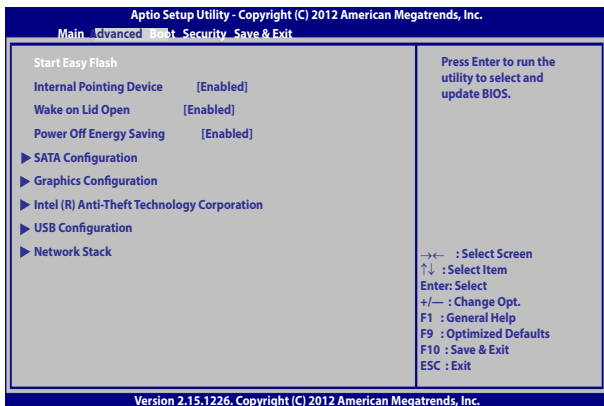 Aptio Setup Utility - Copyright (C) 2012 American Megatrends, Inc.
Main Advanced Boot Security Save & Exit
Start Easy Flash
Internal Pointing Device [Enabled]
Wake on Lid Open [Enabled]
Power Off Energy Saving [Enabled]
SATA Configuration
Graphics Configuration
Intel (R) Anti-Theft Technology Corporation
USB Configuration
Network Stack
Press Enter to run the
utility to select and
update BIOS.
→← : Select Screen
↑↓ : Select Item
Enter: Select
+/— : Change Opt.
F1 : General Help
F9 : Optimized Defaults
F10 : Save & Exit
ESC : Exit
Version 2.15.1226. Copyright (C) 2012 American Megatrends, Inc.